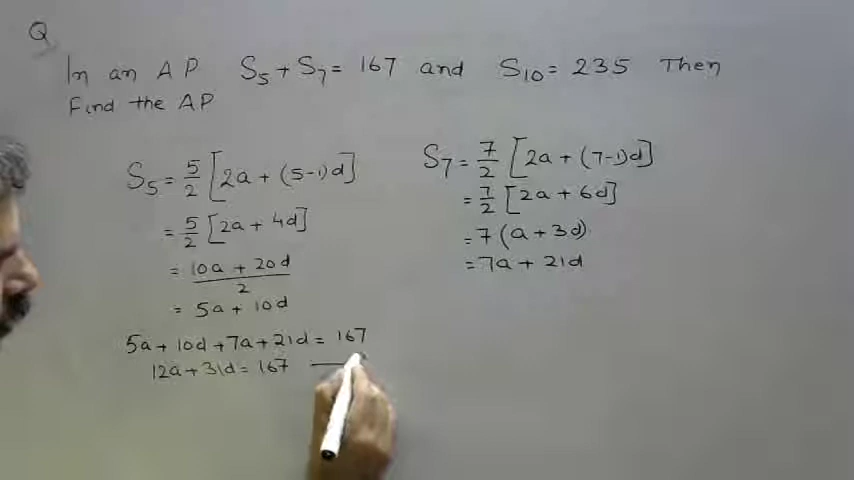 Q
In an AP S₅ + S₇ = 167 and S₁₀ = 235 Then
Find the AP
S₅ = 5/2 [2a + (5-1)d]
= 5/2 [2a + 4d]
= 10a + 20d / 2
= 5a + 10d
5a + 10d + 7a + 21d = 167
12a + 31d = 167
S₇ = 7/2 [2a + (7-1)d]
= 7/2 [2a + 6d]
= 7 (a + 3d)
= 7a + 21d